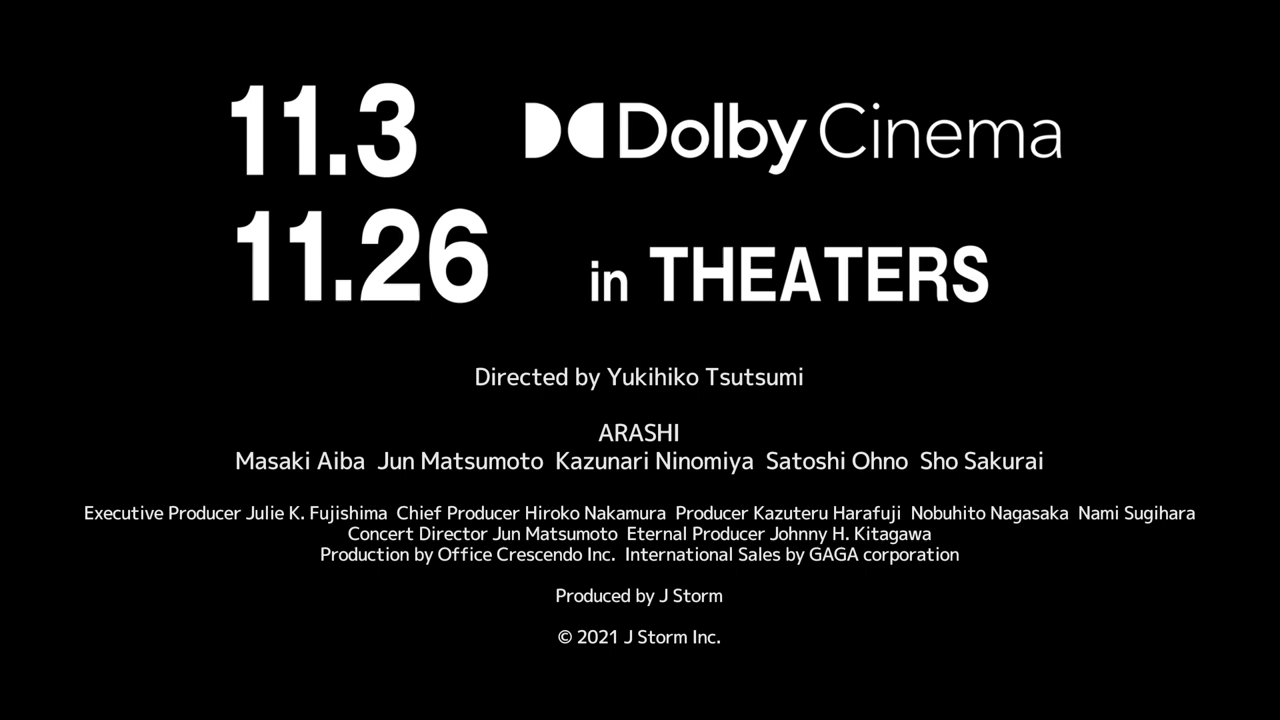 11.3 Dolby Cinema
11.26 in THEATERS
Directed by Yukihiko Tsutsumi
ARASHI
Masaki Aiba Jun Matsumoto Kazunari Ninomiya Satoshi Ohno Sho Sakurai
Executive Producer Julie K. Fujishima Chief Producer Hiroko Nakamura Producer Kazuteru Harafuji Nobuhito Nagasaka Nami Sugihara
Concert Director Jun Matsumoto Eternal Producer Johnny H. Kitagawa
Production by Office Crescendo Inc. International Sales by GAGA corporation
Produced by J Storm
© 2021 J Storm Inc.